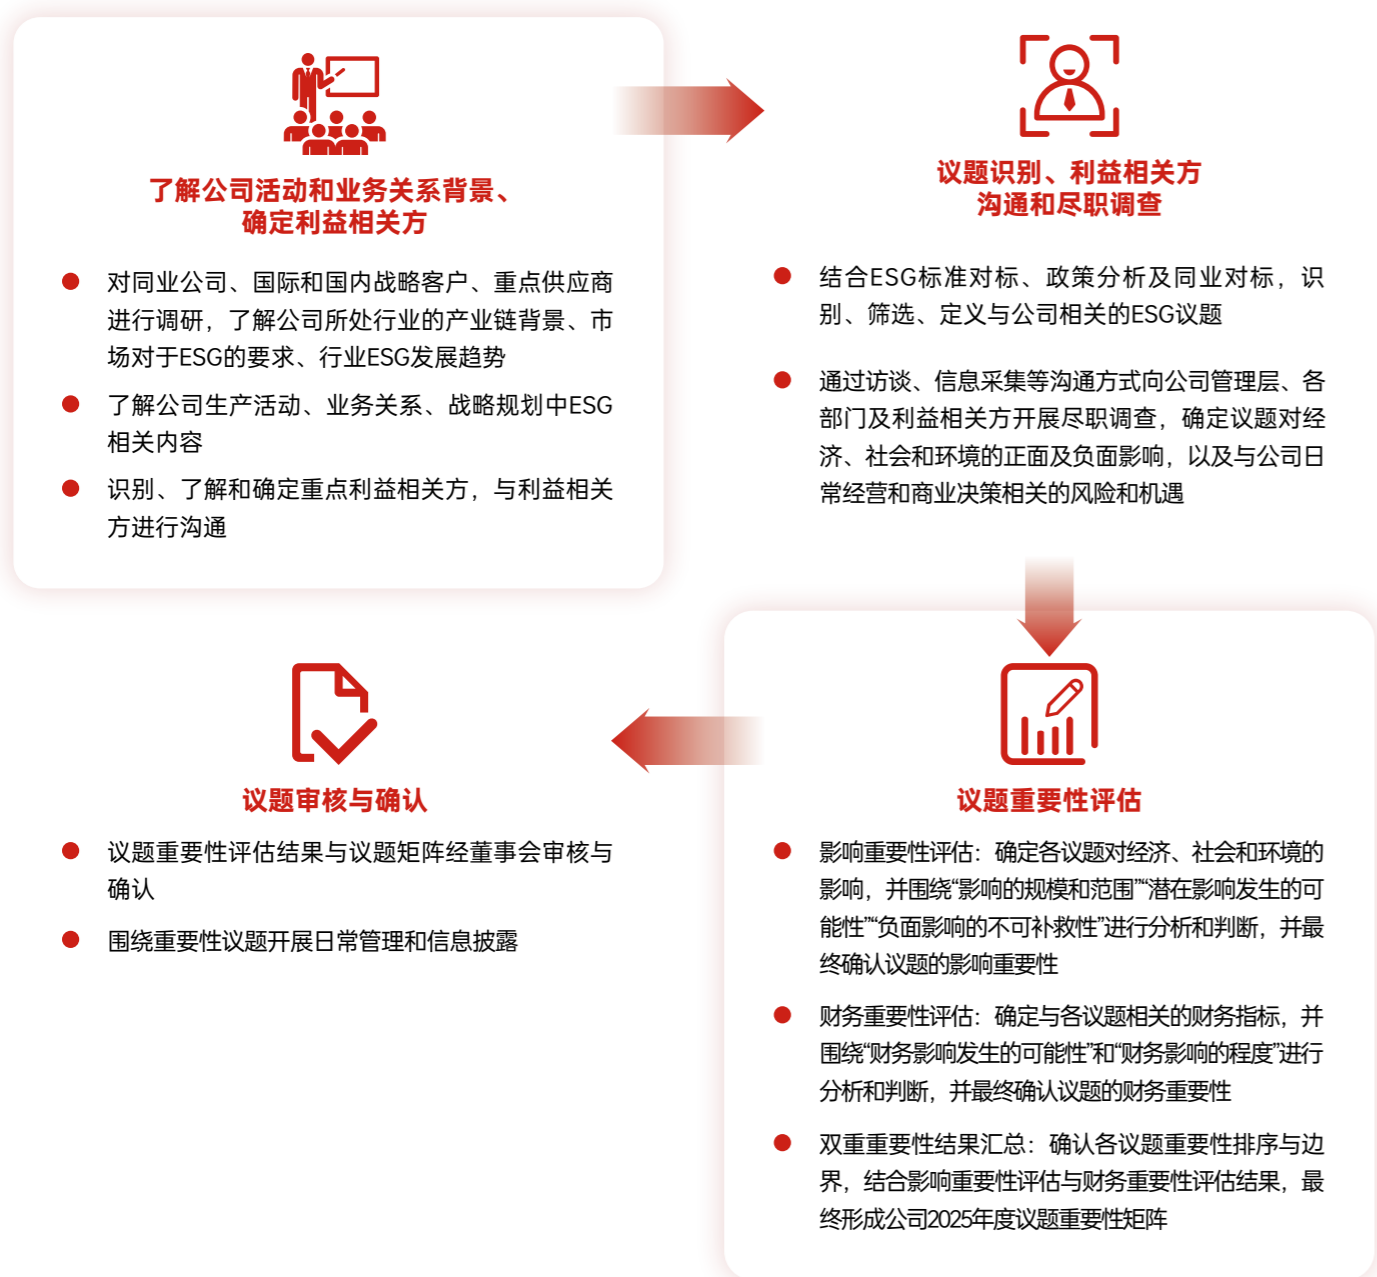 了解公司活动和业务关系背景、
确定利益相关方
对同业公司、国际和国内战略客户、重点供应商
进行调研，了解公司所处行业的产业链背景、市
场对于ESG的要求、行业ESG发展趋势
了解公司生产活动、业务关系、战略规划中ESG
相关内容
识别、了解和确定重点利益相关方，与利益相关
方进行沟通
议题识别、利益相关方
沟通和尽职调查
结合ESG标准对标、政策分析及同业对标，识
别、筛选、定义与公司相关的ESG议题
通过访谈、信息采集等沟通方式向公司管理层、各
部门及利益相关方开展尽职调查，确定议题对经
济、社会和环境的正面及负面影响，以及与公司日
常经营和商业决策相关的风险和机遇
议题重要性评估
影响重要性评估：确定各议题对经济、社会和环境的
影响，并围绕“影响的规模和范围”“潜在影响发生的可
能性”“负面影响的不可补救性”进行分析和判断，并最
终确认议题的影响重要性
财务重要性评估：确定与各议题相关的财务指标，并
围绕“财务影响发生的可能性”和“财务影响的程度”进行
分析和判断，并最终确认议题的财务重要性
双重重要性结果汇总：确认各议题重要性排序与边
界，结合影响重要性评估与财务重要性评估结果，最
终形成公司2025年度议题重要性矩阵
议题审核与确认
议题重要性评估结果与议题矩阵经董事会审核与
确认
围绕重要性议题开展日常管理和信息披露